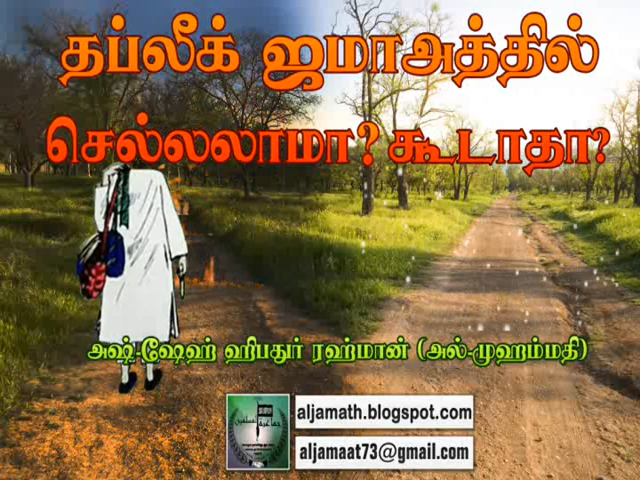 தப்லீக் ஜமாஅத்தில்
செல்லலாமா? கூடாதா?
அஷ்-ஷேஹ் ஹிபதுர் ரஹ்மான் (அல்-முஹம்மதி)
aljamath.blogspot.com
aljamaat73@gmail.com